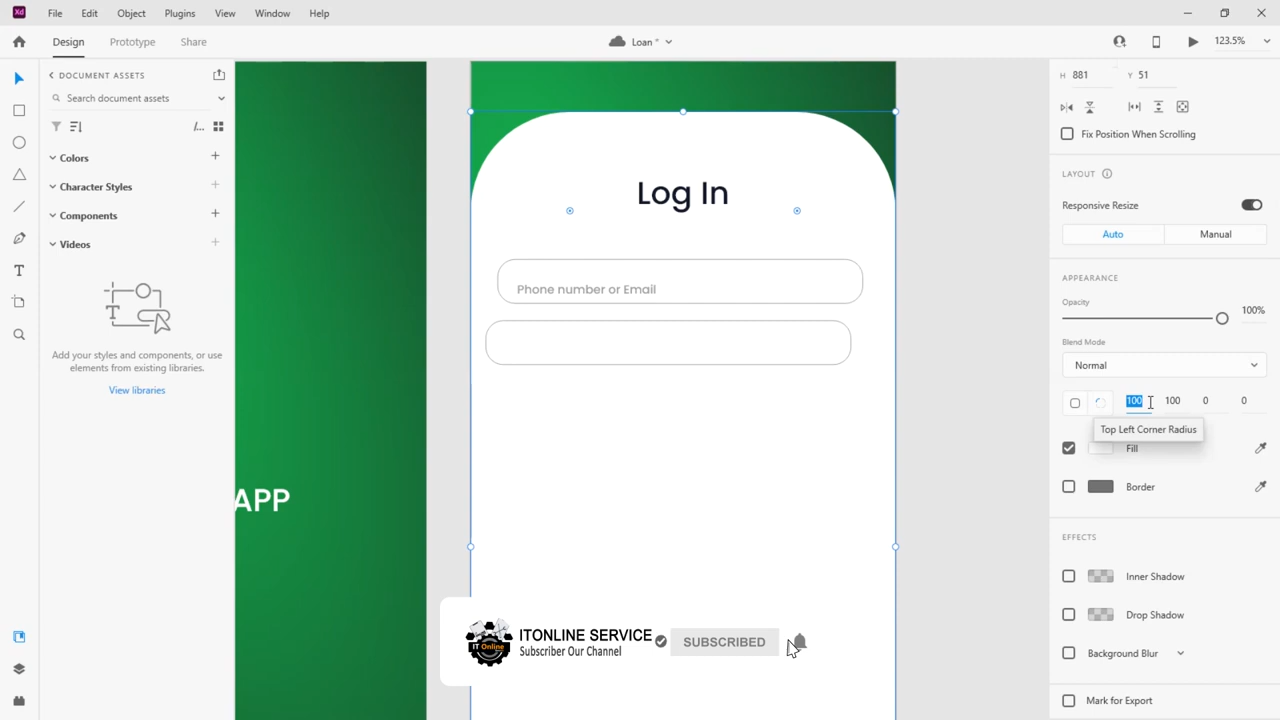 Xd File Edit Object Plugins View Window Help
Design Prototype Share Loan * 123.5%
DOCUMENT ASSETS
Search document assets
Colors
Character Styles
Components
Videos
Add your styles and components, or use
elements from existing libraries.
View libraries
APP
Log In
Phone number or Email
H 881 Y 51
Fix Position When Scrolling
LAYOUT
Responsive Resize
Auto Manual
APPEARANCE
Opacity
100%
Blend Mode
Normal
100 100 0 0
Top Left Corner Radius
Fill
Border
EFFECTS
Inner Shadow
Drop Shadow
Background Blur
Mark for Export
IT Online
ITONLINE SERVICE
Subscriber Our Channel
SUBSCRIBED